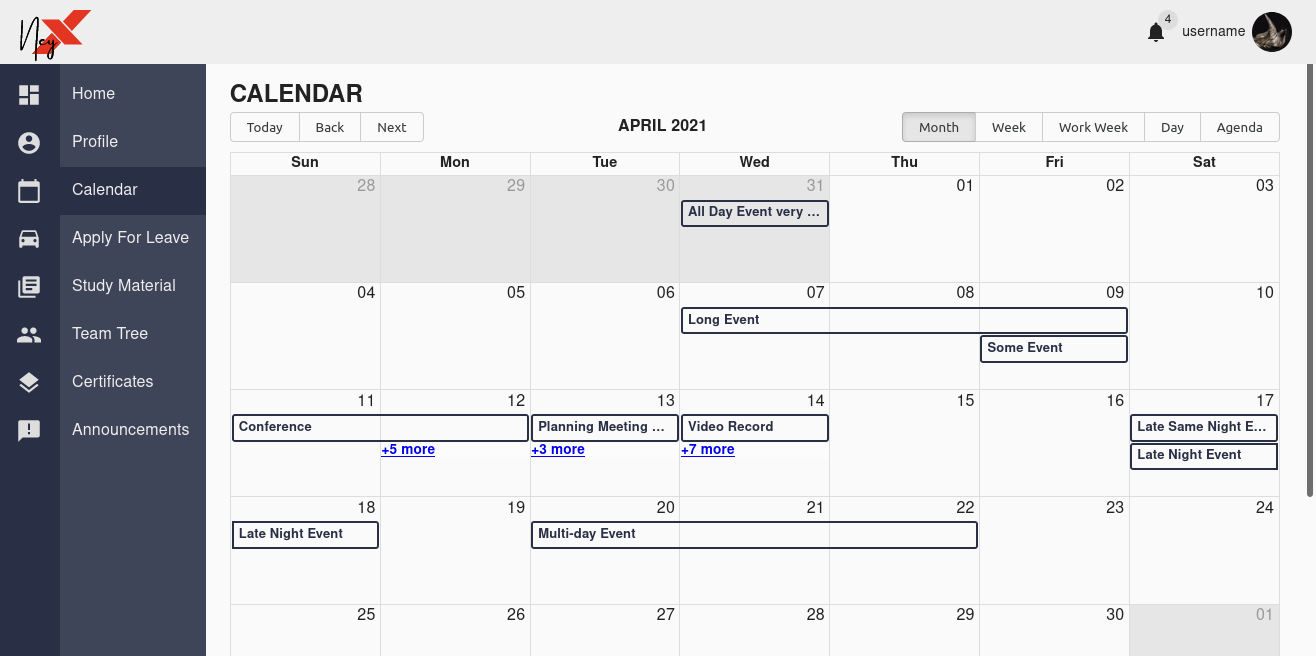 Ncy X
4
username
Home
Profile
Calendar
Apply For Leave
Study Material
Team Tree
Certificates
Announcements
CALENDAR
Today Back Next
APRIL 2021
Month Week Work Week Day Agenda
Sun Mon Tue Wed Thu Fri Sat
28 29 30 31 01 02 03
All Day Event very ...
04 05 06 07 08 09 10
Long Event
Some Event
11 12 13 14 15 16 17
Conference Planning Meeting ... Video Record Late Same Night E...
+5 more +3 more +7 more Late Night Event
18 19 20 21 22 23 24
Late Night Event Multi-day Event
25 26 27 28 29 30 01